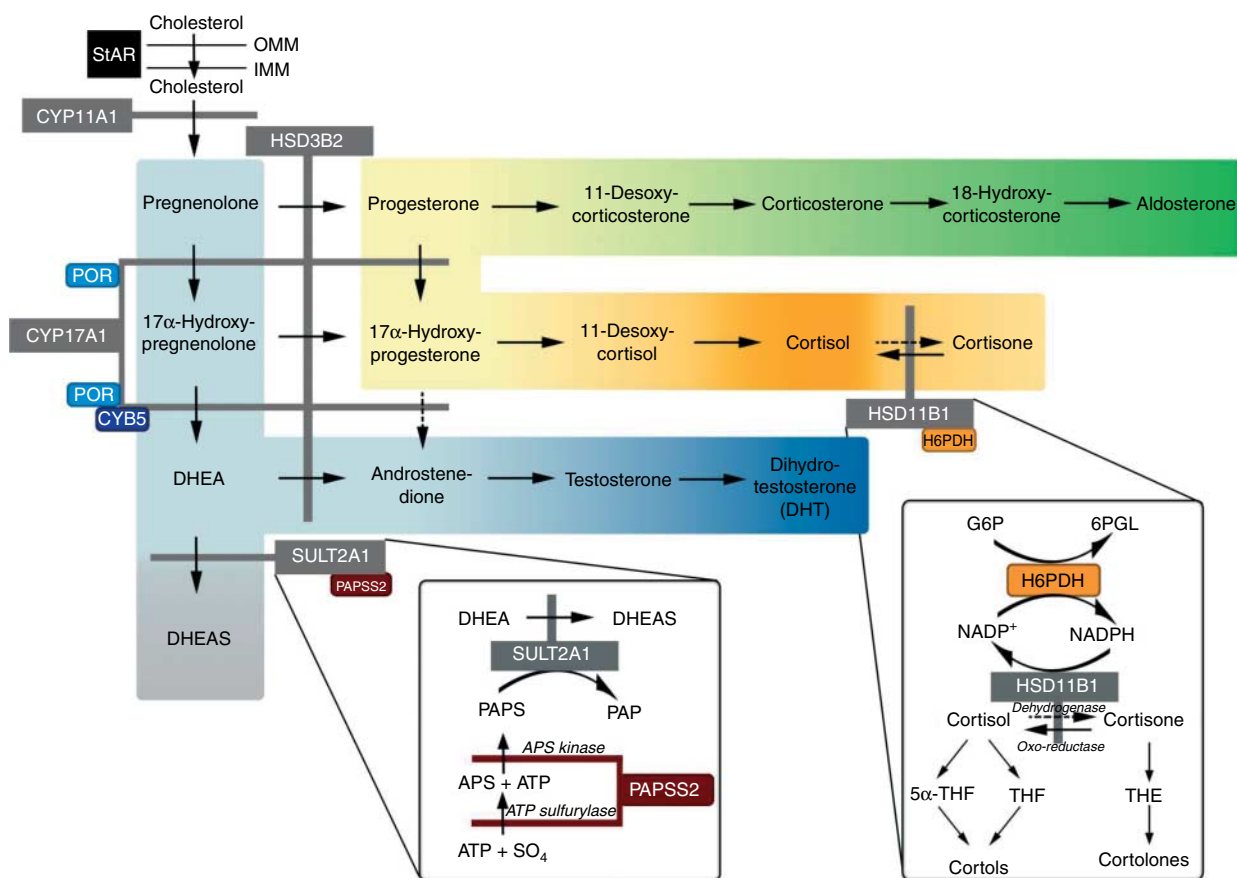 Cholesterol
StAR
OMM
IMM
Cholesterol
CYP11A1
HSD3B2
Pregnenolone
Progesterone
11-Desoxy-
corticosterone
Corticosterone
18-Hydroxy-
corticosterone
Aldosterone
POR
CYP17A1
17α-Hydroxy-
pregnenolone
17α-Hydroxy-
progesterone
11-Desoxy-
cortisol
Cortisol
Cortisone
POR
CYB5
HSD11B1
H6PDH
DHEA
Androstene-
dione
Testosterone
Dihydro-
testosterone
(DHT)
SULT2A1
PAPSS2
DHEAS
DHEA
DHEAS
SULT2A1
PAPS
PAP
APS kinase
APS + ATP
PAPSS2
ATP sulfurylase
ATP + SO₄
G6P
6PGL
H6PDH
NADP⁺
NADPH
HSD11B1
Dehydrogenase
Cortisol
Cortisone
Oxo-reductase
5α-THF
THF
THE
Cortols
Cortolones